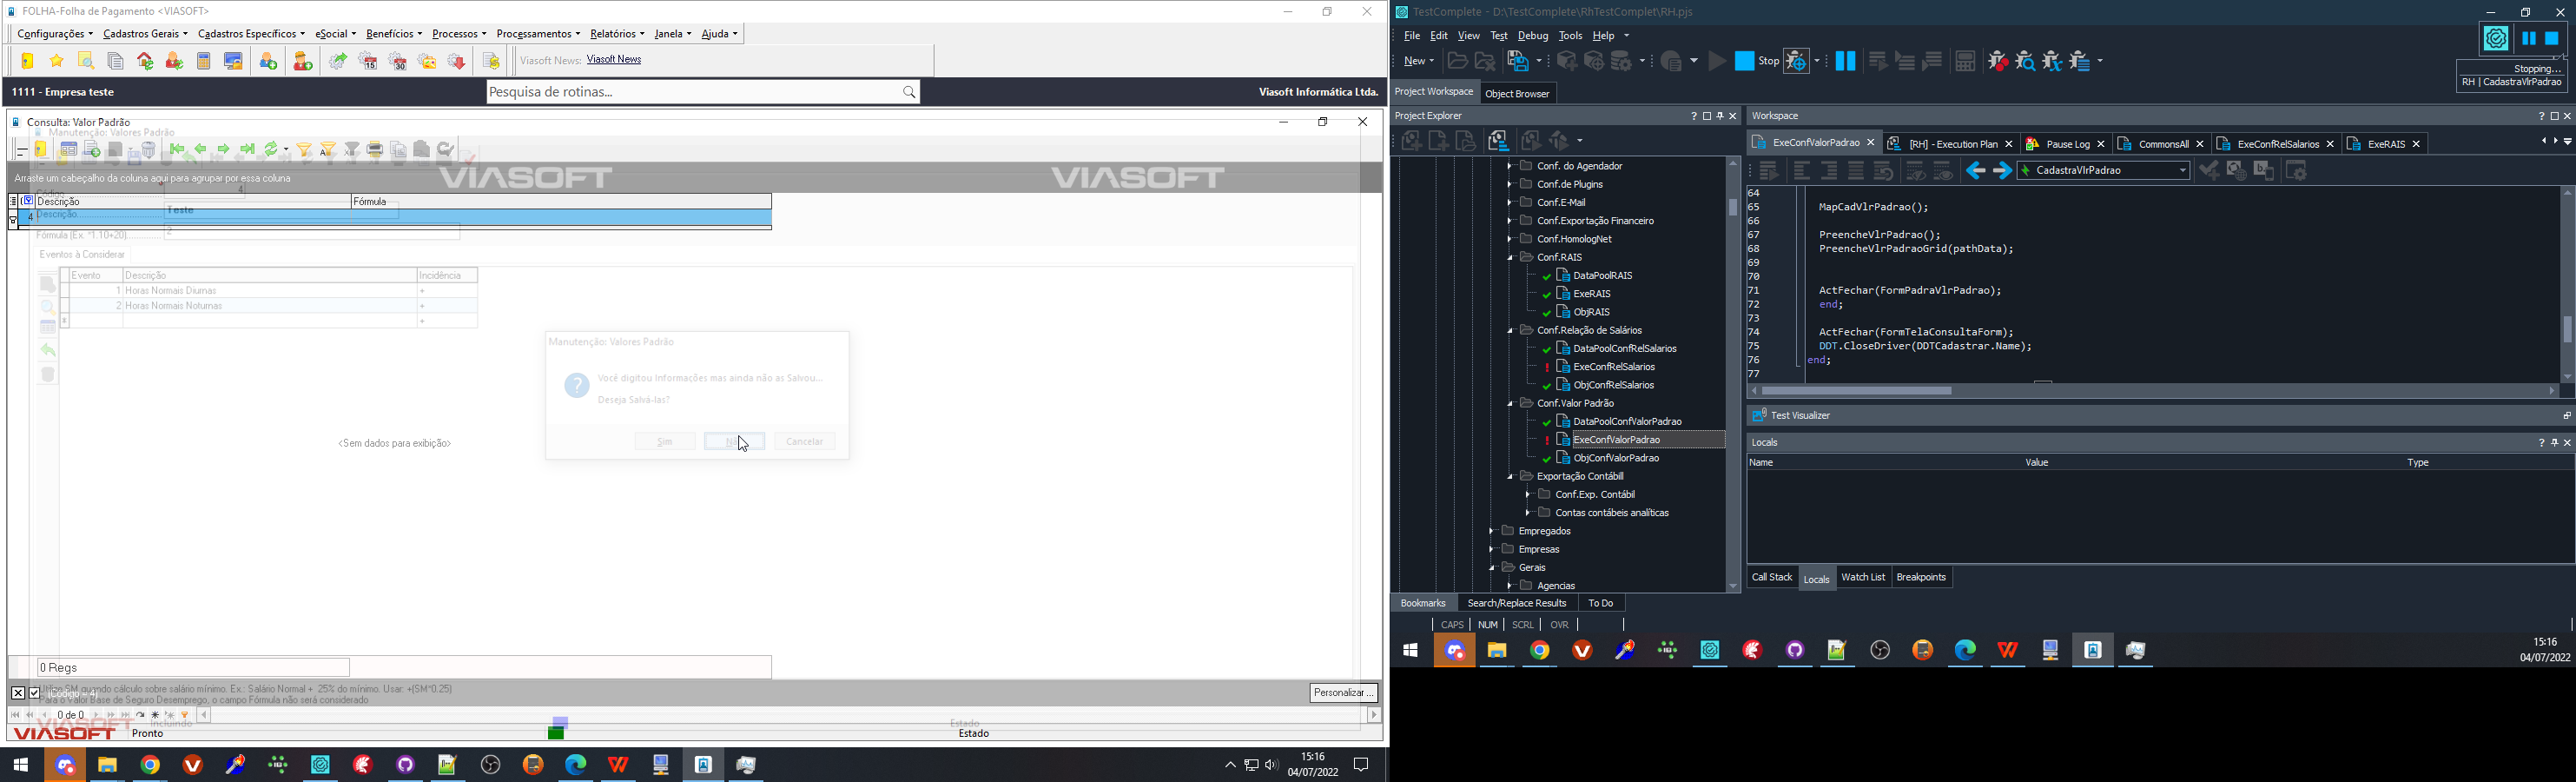 FOLHA-Folha de Pagamento <VIASOFT>
Configurações Cadastros Gerais Cadastros Específicos eSocial Benefícios Processos Processamentos Relatórios Janela Ajuda
Viasoft News: Viasoft News
1111 - Empresa teste
Pesquisa de rotinas...
Viasoft Informática Ltda.
Consulta: Valor Padrão
Manutenção: Valores Padrão
VIASOFT
VIASOFT
Arraste um cabeçalho da coluna aqui para agrupar por essa coluna
Código 4
Descrição Fórmula
Descrição Teste
4
Fórmula (Ex. *1.10+20) 2
Eventos à Considerar
Evento Descrição Incidência
1 Horas Normais Diurnas +
2 Horas Normais Noturnas +
+
Manutenção: Valores Padrão
Você digitou Informações mas ainda não as Salvou...
Deseja Salvá-las?
Sim Cancelar
<Sem dados para exibição>
0 Regs
Utilize SM quando cálculo sobre salário mínimo. Ex.: Salário Normal + 25% do mínimo. Usar: +(SM*0.25)
(Código = 4)
Para o Valor Base de Seguro Desemprego, o campo Fórmula não será considerado
Personalizar ...
0 de 0
Incluindo Estado
VIASOFT
VIASOFT
Pronto Estado
15:16
04/07/2022
TestComplete - D:\TestComplete\RhTestComplet\RH.pjs
File Edit View Test Debug Tools Help
New Stop
Stopping...
RH | CadastraVlrPadrao
Project Workspace Object Browser
Project Explorer
Conf. do Agendador
Conf.de Plugins
Conf.E-Mail
Conf.Exportação Financeiro
Conf.HomologNet
Conf.RAIS
DataPoolRAIS
ExeRAIS
ObjRAIS
Conf.Relação de Salários
DataPoolConfRelSalarios
ExeConfRelSalarios
ObjConfRelSalarios
Conf.Valor Padrão
DataPoolConfValorPadrao
ExeConfValorPadrao
ObjConfValorPadrao
Exportação Contábill
Conf.Exp. Contábil
Contas contábeis analíticas
Empregados
Empresas
Gerais
Agencias
Bookmarks Search/Replace Results To Do
CAPS NUM SCRL OVR
Workspace
ExeConfValorPadrao [RH] - Execution Plan Pause Log CommonsAll ExeConfRelSalarios ExeRAIS
CadastraVlrPadrao
64
65 MapCadVlrPadrao();
66
67 PreencheVlrPadrao();
68 PreencheVlrPadraoGrid(pathData);
69
70
71 ActFechar(FormPadraVlrPadrao);
72 end;
73
74 ActFechar(FormTelaConsultaForm);
75 DDT.CloseDriver(DDTCadastrar.Name);
76 end;
77
Test Visualizer
Locals
Name Value Type
Call Stack Locals Watch List Breakpoints
15:16
04/07/2022